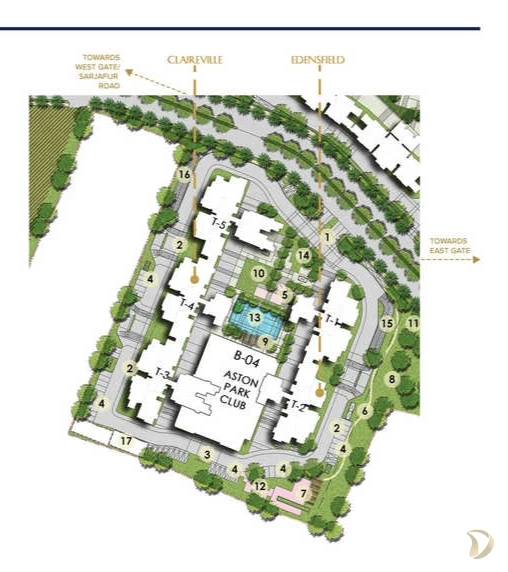 TOWARDS
WEST GATE/
SARJAPUR
ROAD
CLAIREVILLE
EDENSFIELD
16
T-5
1
2
14
TOWARDS
EAST GATE
10
4
5
T-4
13
T-1
15
11
9
B-04
ASTON
PARK
CLUB
2
T-3
8
4
T-2
6
2
17
3
4
4
4
12
7